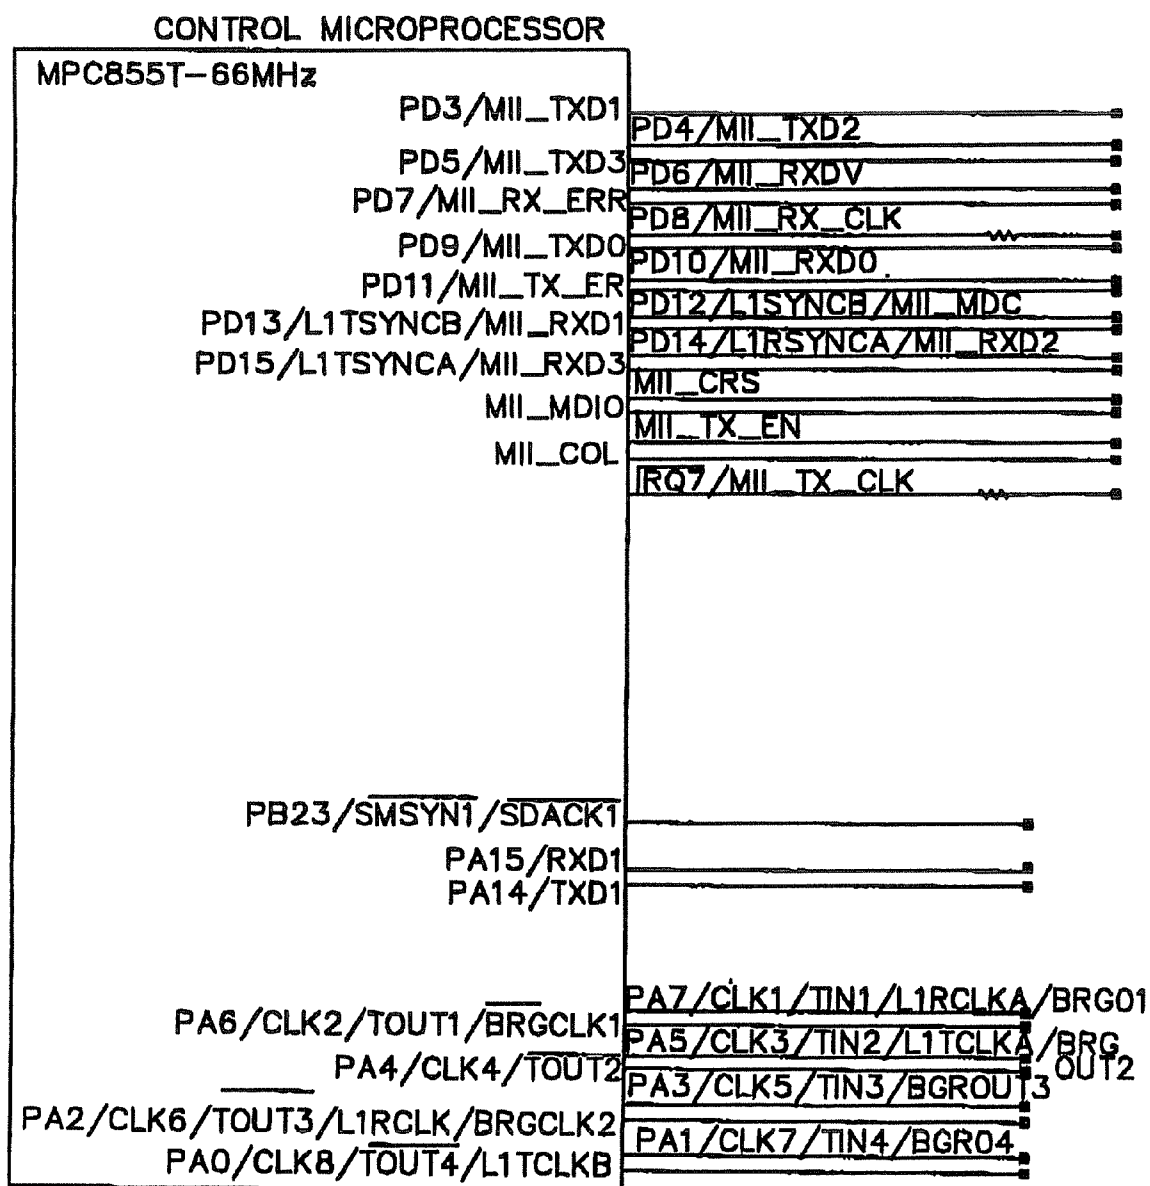 CONTROL MICROPROCESSOR
MPC855T-66MHz
PD3/MII_TXD1
PD4/MII_TXD2
PD5/MII_TXD3
PD6/MII_RXDV
PD7/MII_RX_ERR
PD8/MII_RX_CLK
PD9/MII_TXD0
PD10/MII_RXD0.
PD11/MII_TX_ER
PD12/L1SYNCB/MII_MDC
PD13/L1TSYNCB/MII_RXD1
PD14/L1RSYNCA/MII_RXD2
PD15/L1TSYNCA/MII_RXD3
MII_CRS
MII_MDIO
MII_TX_EN
MII_COL
IRQ7/MII_TX_CLK
PB23/SMSYN1/SDACK1
PA15/RXD1
PA14/TXD1
PA7/CLK1/TIN1/L1RCLKA/BRGO1
PA6/CLK2/TOUT1/BRGCLK1
PA5/CLK3/TIN2/L1TCLKA/BRG
OUT2
PA4/CLK4/TOUT2
PA3/CLK5/TIN3/BGROUT3
PA2/CLK6/TOUT3/L1RCLK/BRGCLK2
PA1/CLK7/TIN4/BGRO4
PA0/CLK8/TOUT4/L1TCLKB